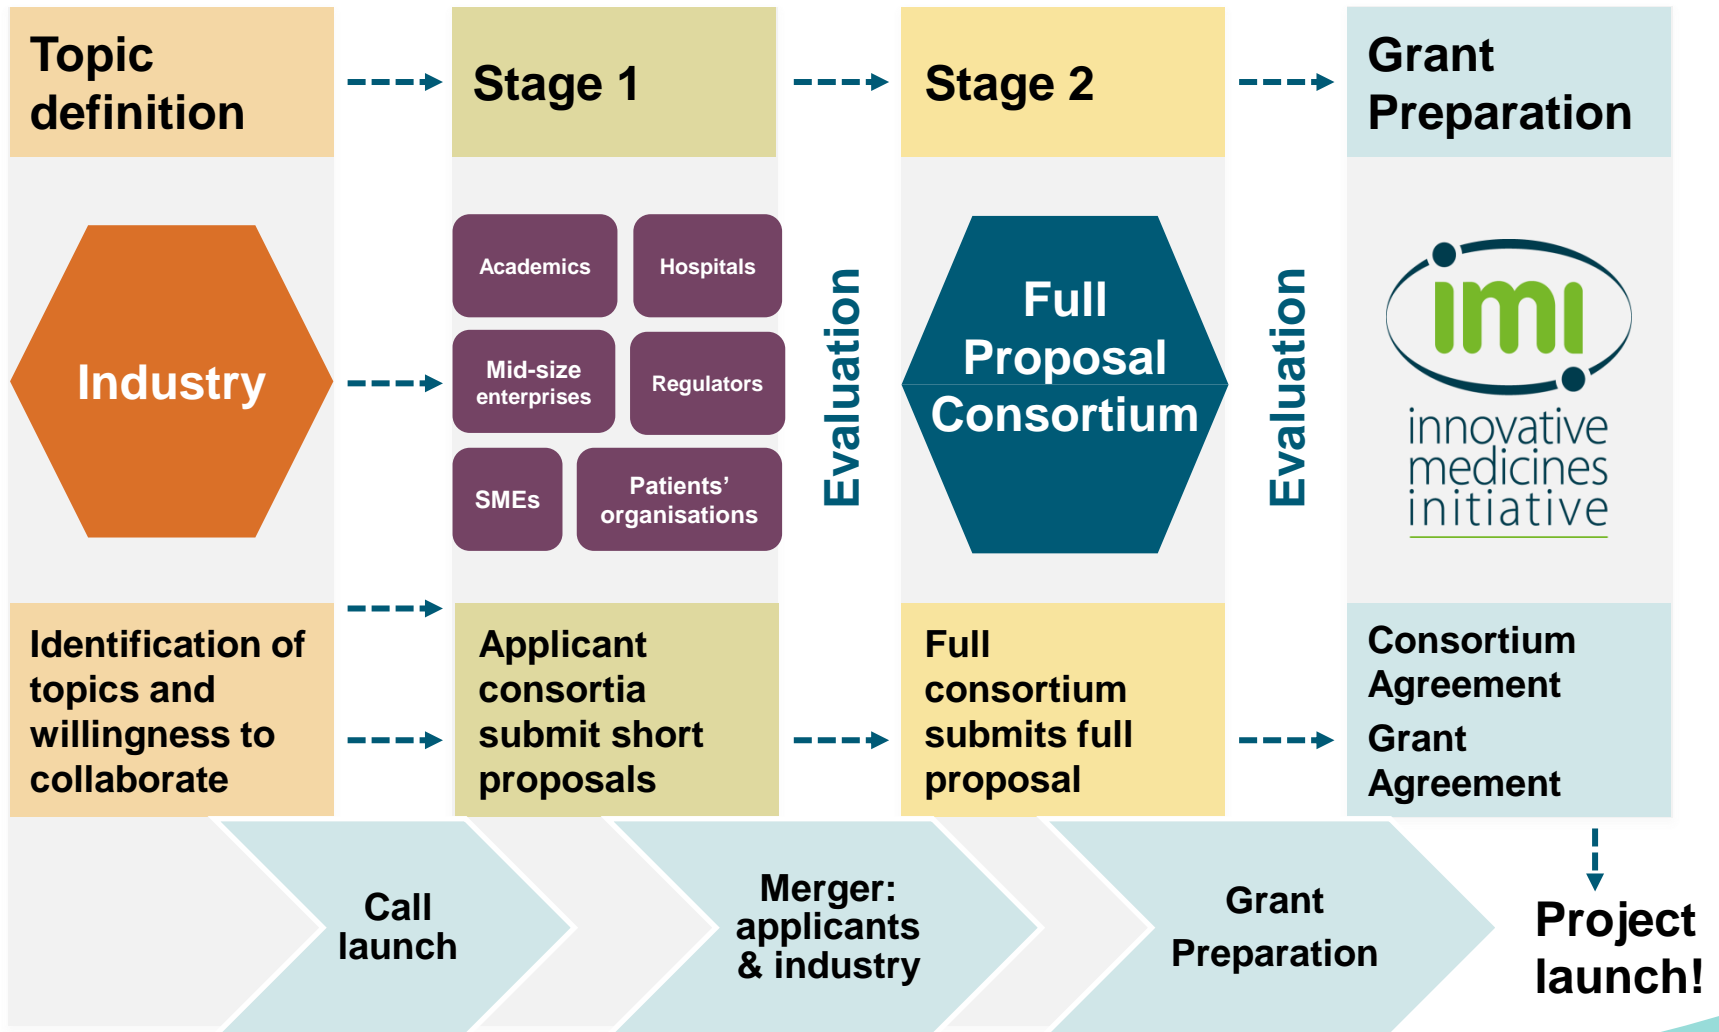 Topic
definition
Stage 1
Stage 2
Grant
Preparation
Industry
Academics
Hospitals
Mid-size
enterprises
Regulators
SMEs
Patients’
organisations
Evaluation
Full
Proposal
Consortium
Evaluation
imi
innovative
medicines
initiative
Identification of
topics and
willingness to
collaborate
Applicant
consortia
submit short
proposals
Full
consortium
submits full
proposal
Consortium
Agreement
Grant
Agreement
Call
launch
Merger:
applicants
& industry
Grant
Preparation
Project
launch!